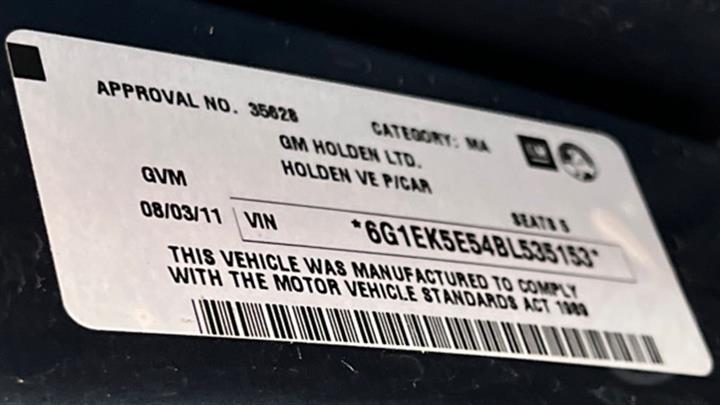 APPROVAL NO. 35628
CATEGORY: MA
GM HOLDEN LTD.
HOLDEN VE P/CAR
GVM
SEATS 5
08/03/11
VIN *6G1EK5E54BL535153*
THIS VEHICLE WAS MANUFACTURED TO COMPLY
WITH THE MOTOR VEHICLE STANDARDS ACT 1989
GM